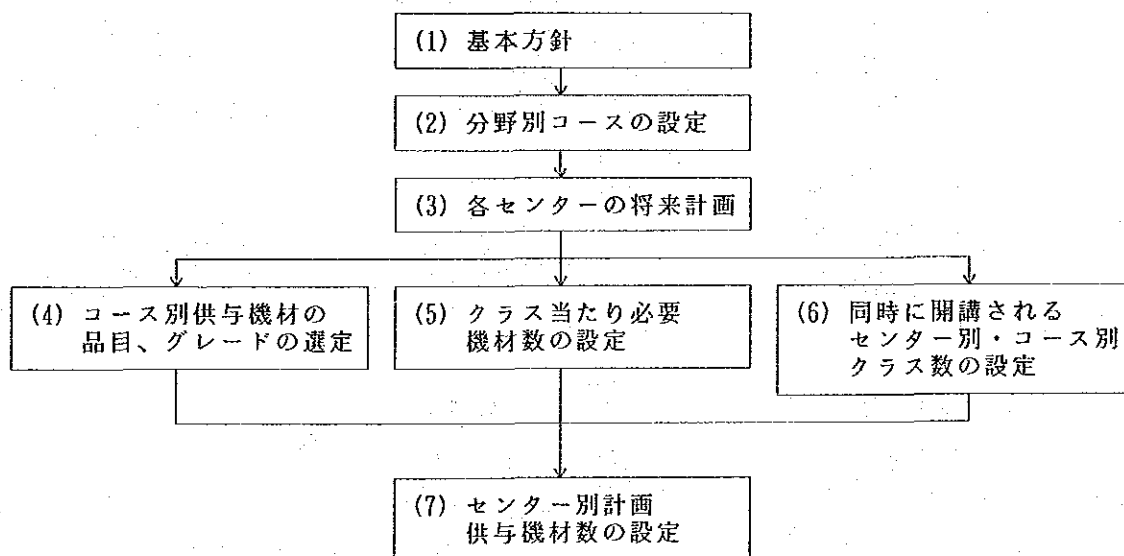 (1) 基本方針
(2) 分野別コースの設定
(3) 各センターの将来計画
(4) コース別供与機材の
品目、グレードの選定
(5) クラス当たり必要
機材数の設定
(6) 同時に開講される
センター別・コース別
クラス数の設定
(7) センター別計画
供与機材数の設定